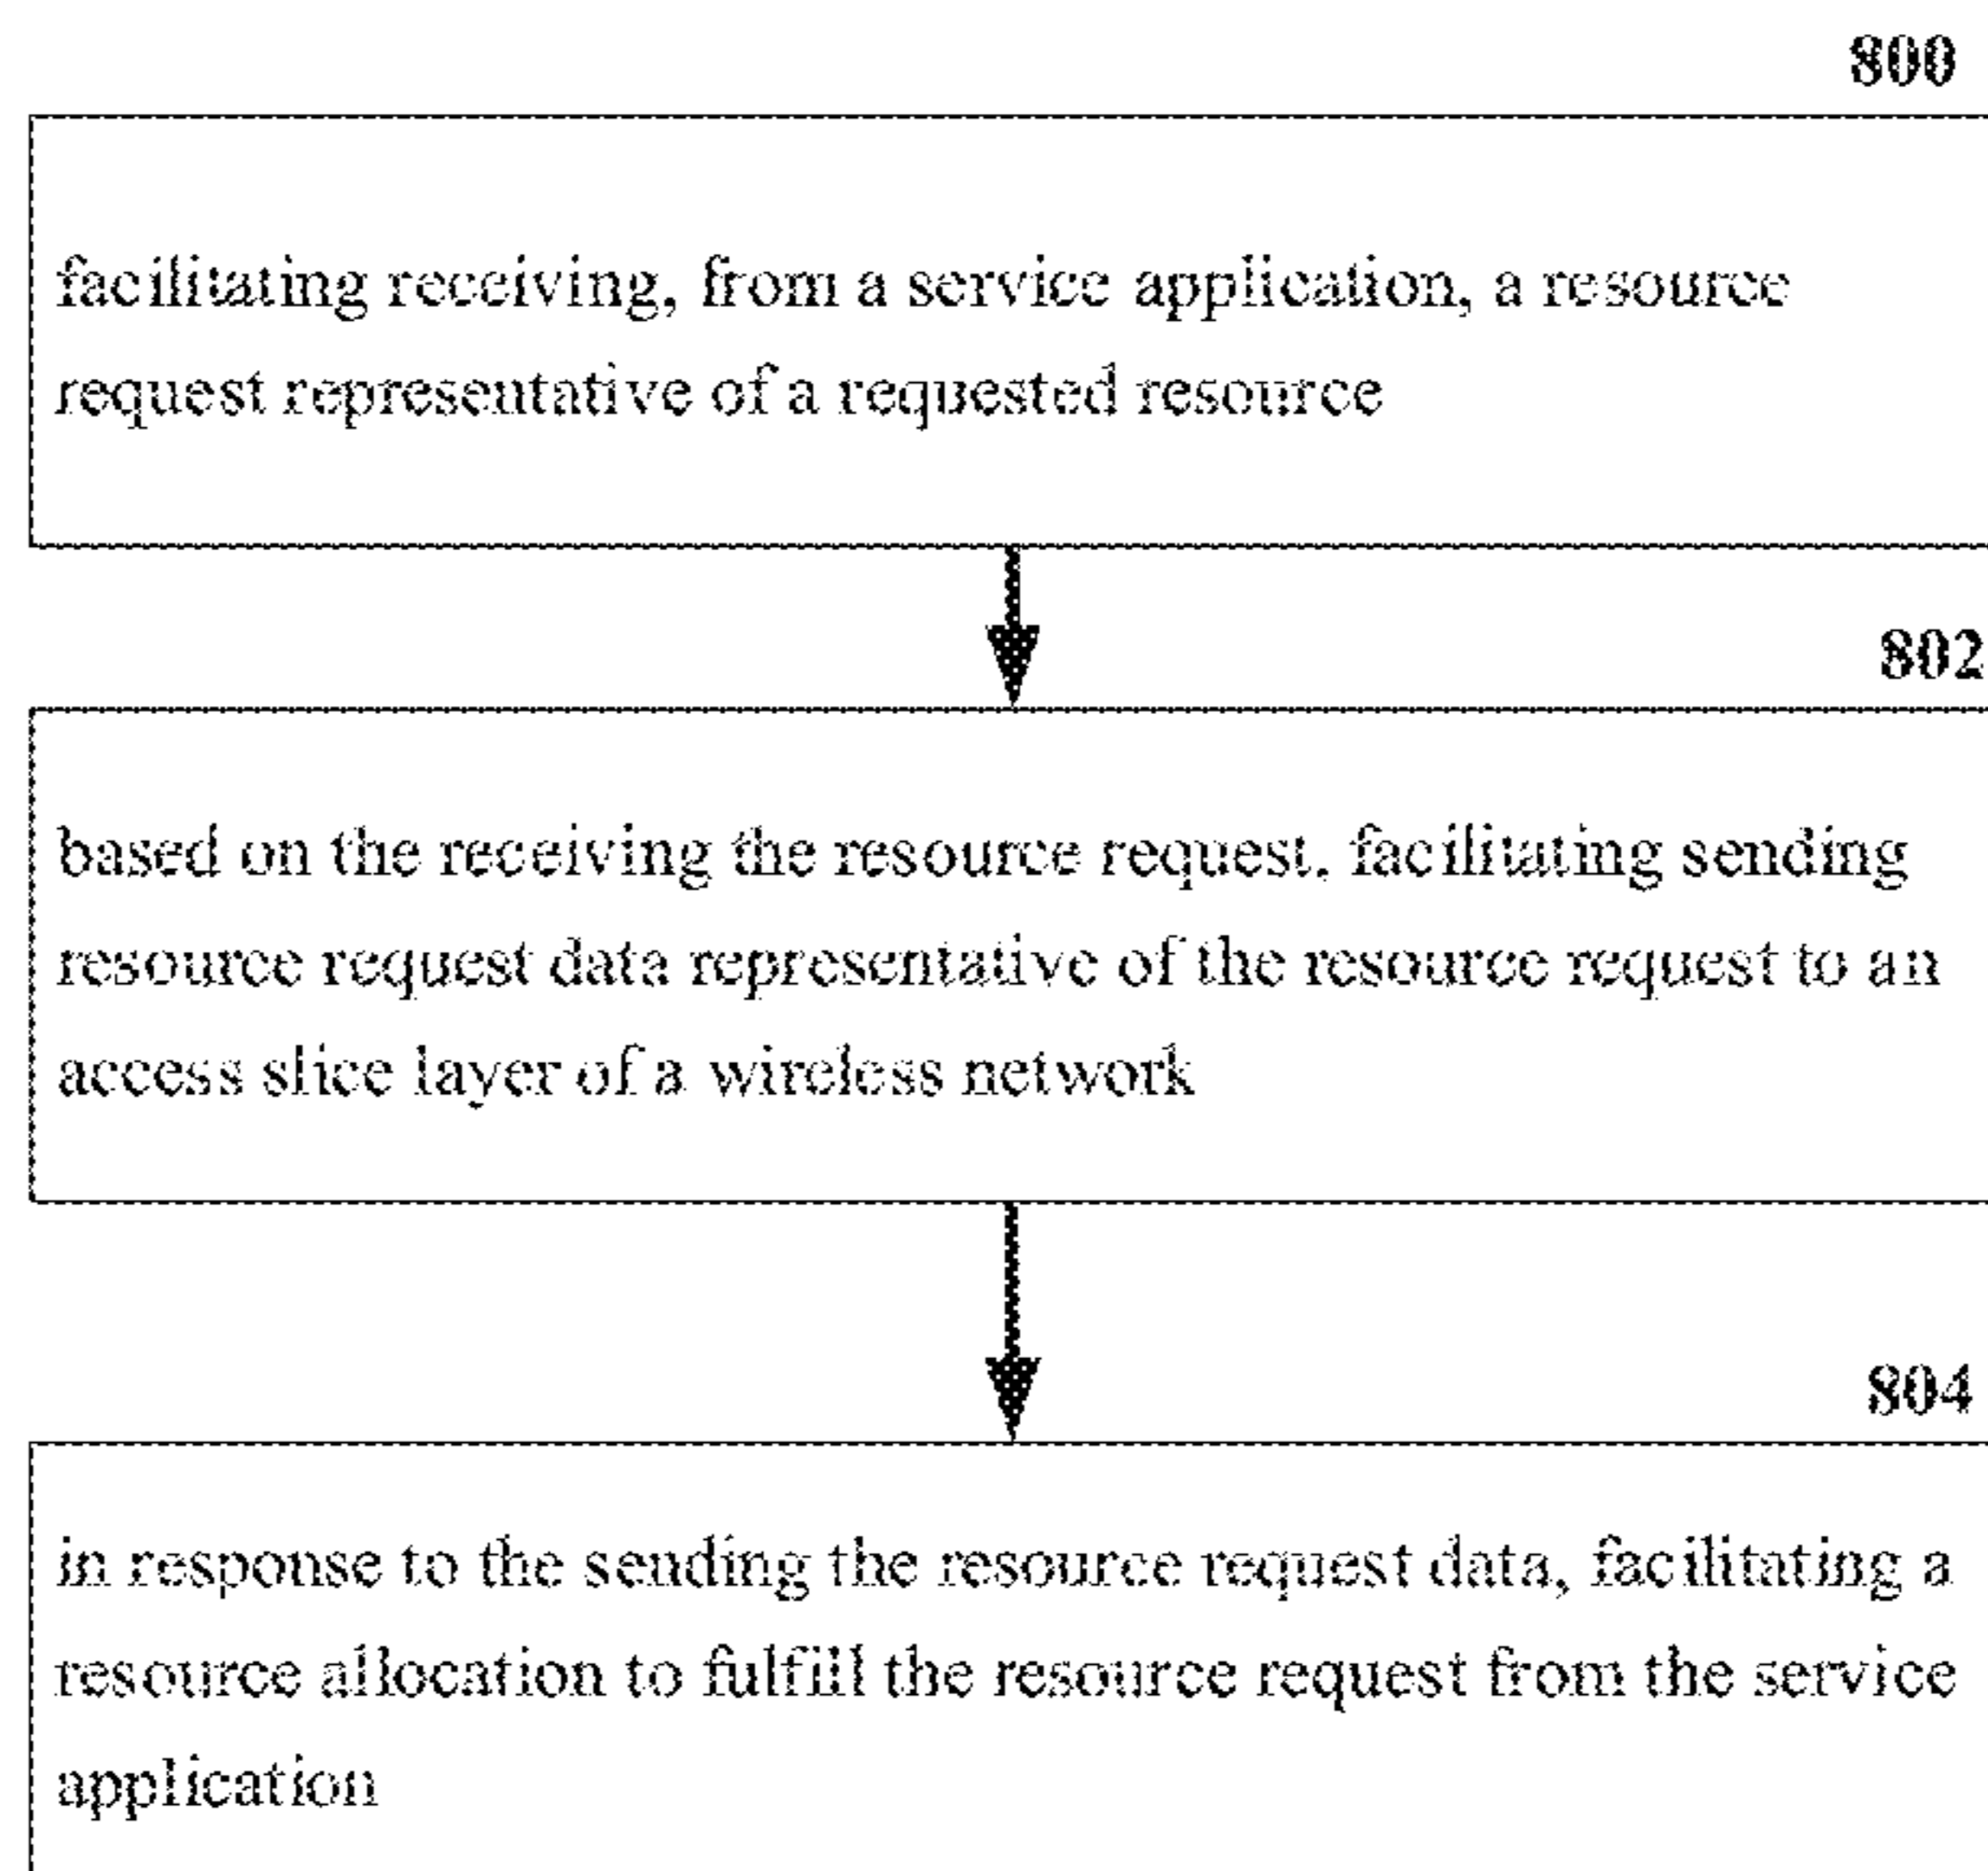 800
facilitating receiving, from a service application, a resource
request representative of a requested resource
802
based on the receiving the resource request, facilitating sending
resource request data representative of the resource request to an
access slice layer of a wireless network
804
in response to the sending the resource request data, facilitating a
resource allocation to fulfill the resource request from the service
application